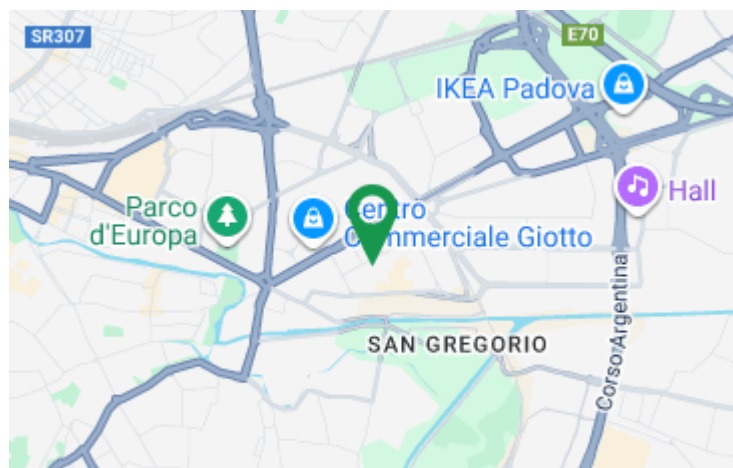 SR307
E70
IKEA Padova
Parco
d'Europa
Hall
Centro
Commerciale Giotto
SAN GREGORIO
Corso Argentina